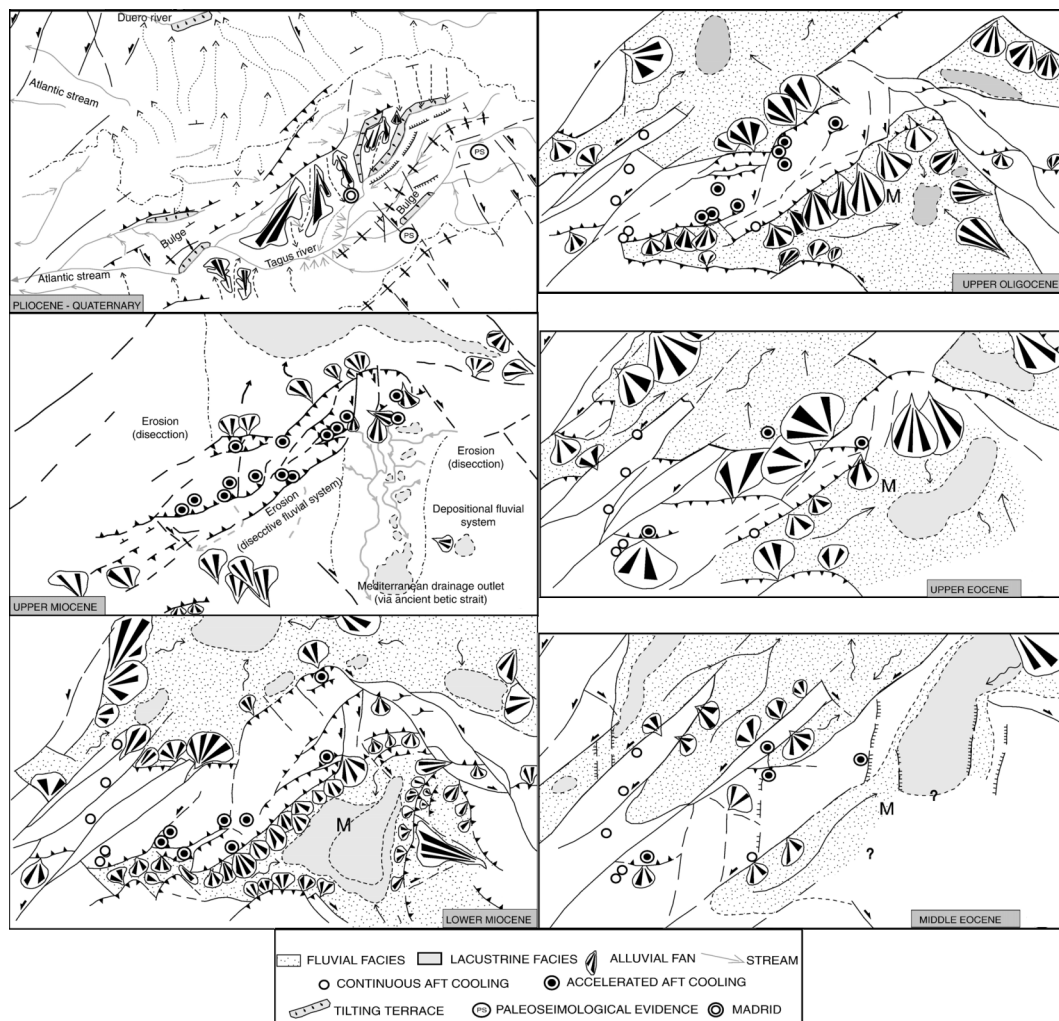 Duero river
Atlantic stream
PS
Bulge
Bulge
PS
Tagus river
Atlantic stream
PLIOCENE - QUATERNARY
M
UPPER OLIGOCENE
Erosion
(disecction)
Erosion
(disecction)
Erosion
(disecctive fluvial system)
Depositional fluvial
system
Mediterranean drainage outlet
(via ancient betic strait)
UPPER MIOCENE
M
UPPER EOCENE
M
LOWER MIOCENE
M
?
?
MIDDLE EOCENE
FLUVIAL FACIES
LACUSTRINE FACIES
ALLUVIAL FAN
STREAM
CONTINUOUS AFT COOLING
ACCELERATED AFT COOLING
TILTING TERRACE
PS PALEOSEIMOLOGICAL EVIDENCE
MADRID